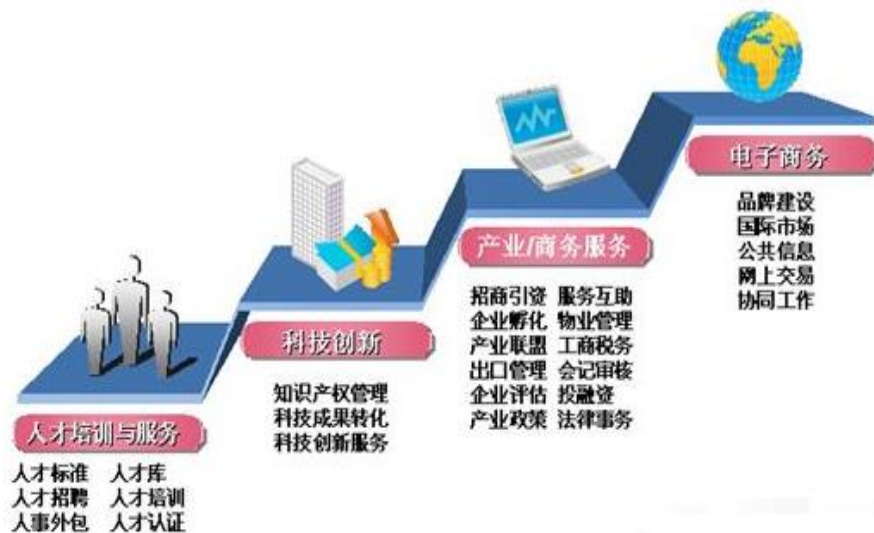 电子商务
品牌建设
国际市场
公共信息
网上交易
协同工作
产业/商务服务
招商引资 服务互助
企业孵化 物业管理
产业联盟 工商税务
出口管理 会记审核
企业评估 投融资
产业政策 法律事务
科技创新
知识产权管理
科技成果转化
科技创新服务
人才培训与服务
人才标准 人才库
人才招聘 人才培训
人事外包 人才认证